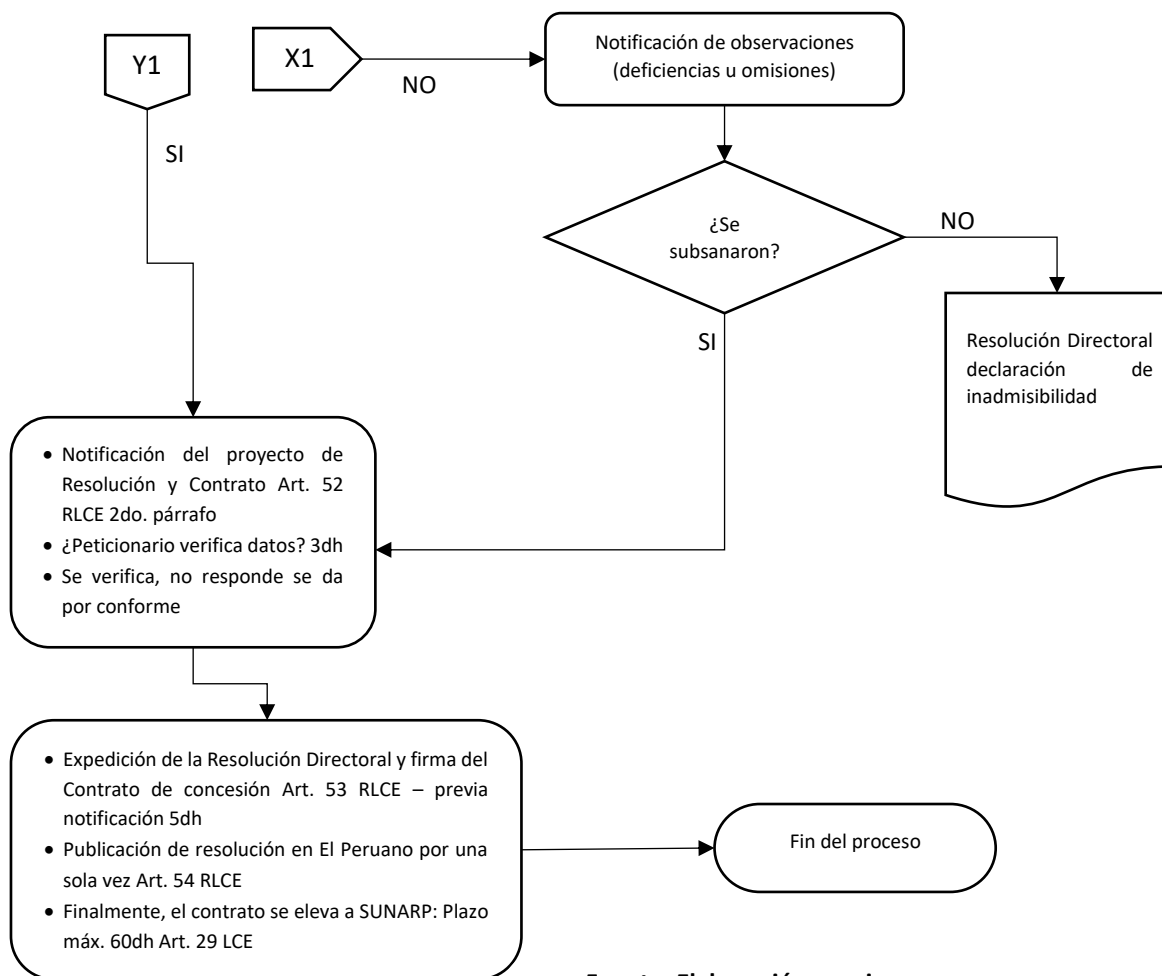 Y1
X1
NO
SI
Notificación de observaciones
(deficiencias u omisiones)
¿Se
subsanaron?
NO
SI
Resolución Directoral
declaración de
inadmisibilidad
• Notificación del proyecto de
Resolución y Contrato Art. 52
RLCE 2do. párrafo
• ¿Peticionario verifica datos? 3dh
• Se verifica, no responde se da
por conforme
• Expedición de la Resolución Directoral y firma del
Contrato de concesión Art. 53 RLCE – previa
notificación 5dh
• Publicación de resolución en El Peruano por una
sola vez Art. 54 RLCE
• Finalmente, el contrato se eleva a SUNARP: Plazo
máx. 60dh Art. 29 LCE
Fin del proceso